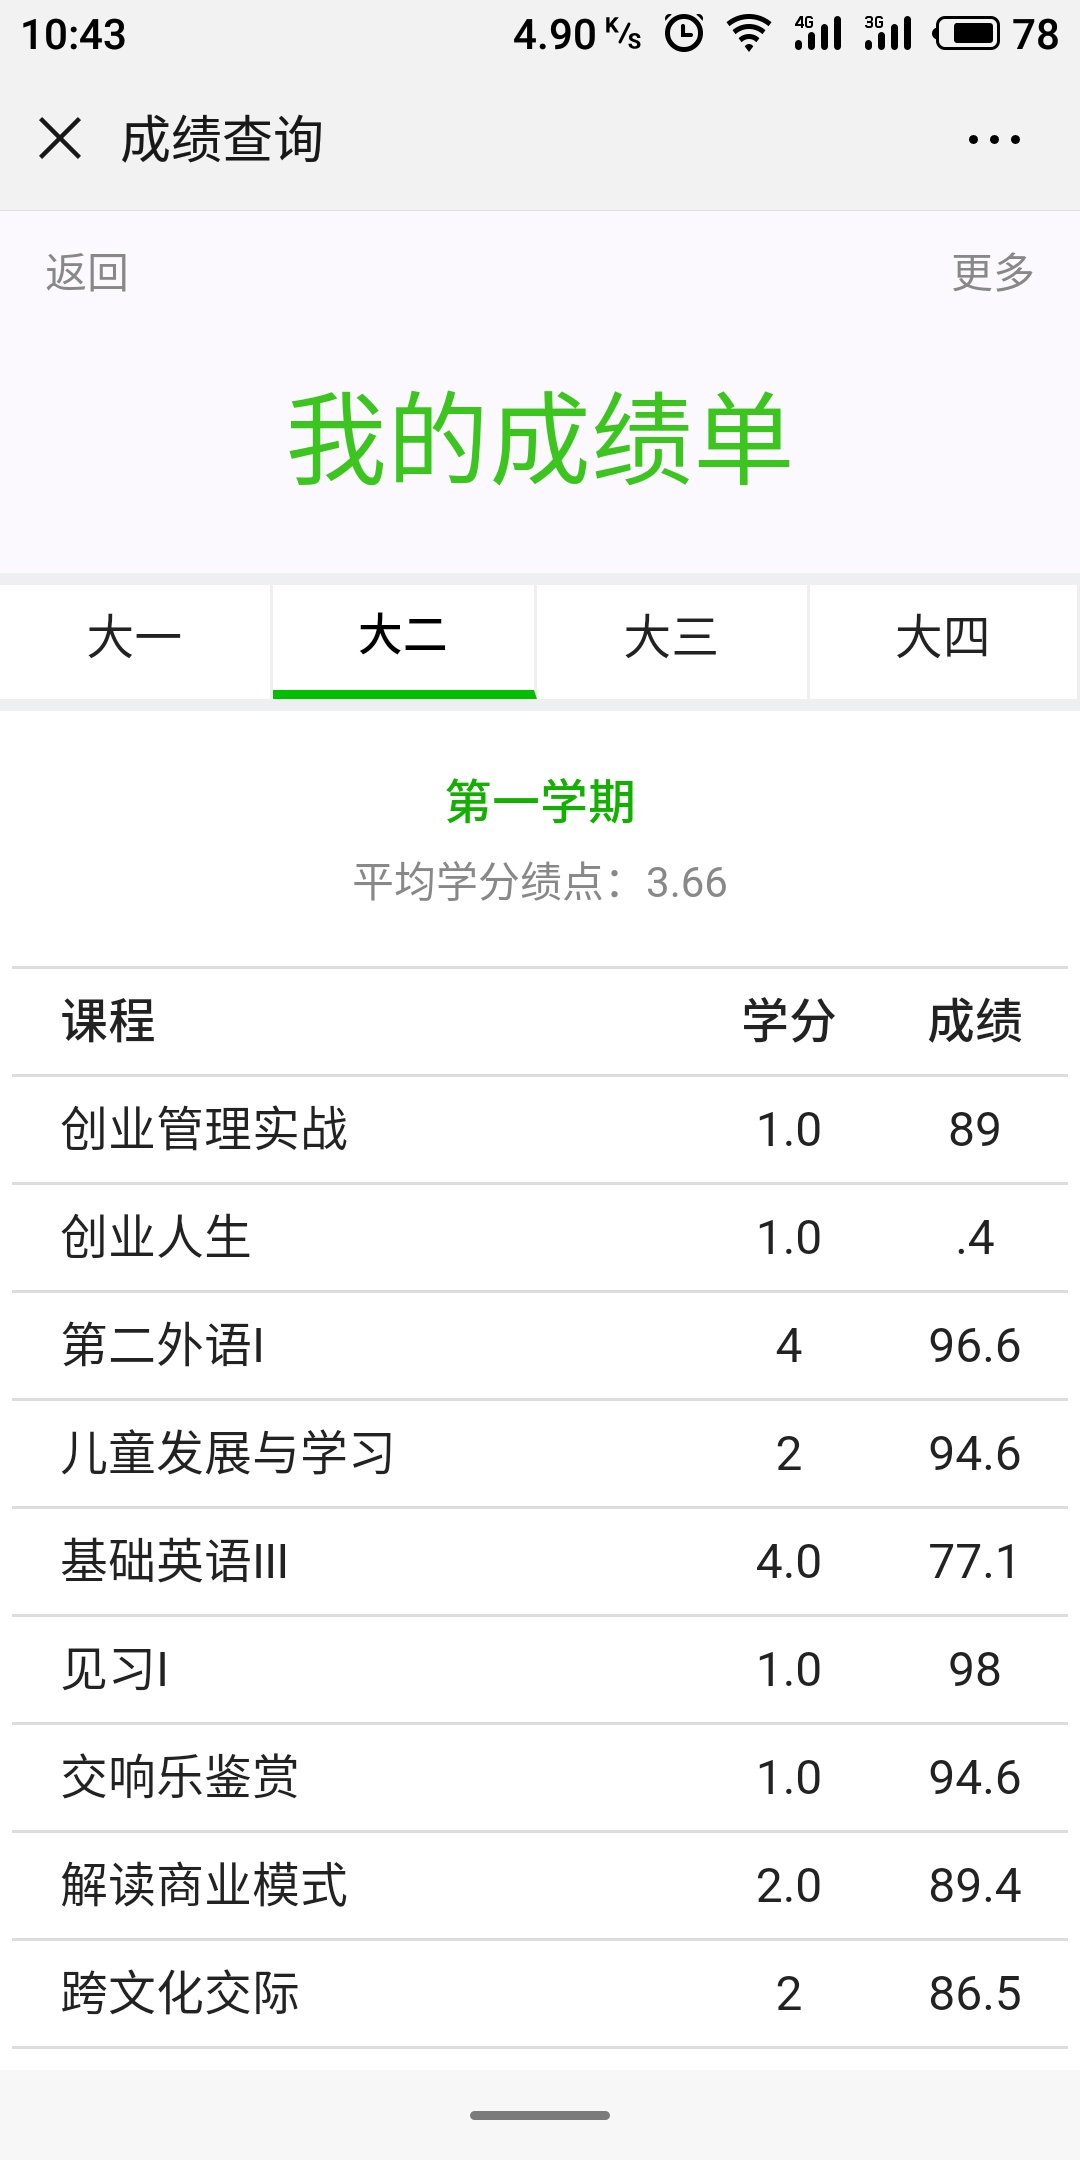 10:43 4.90 K/s 4G 3G 78
成绩查询
返回 更多
我的成绩单
大一 大二 大三 大四
第一学期
平均学分绩点：3.66
课程 学分 成绩
创业管理实战 1.0 89
创业人生 1.0 .4
第二外语I 4 96.6
儿童发展与学习 2 94.6
基础英语III 4.0 77.1
见习I 1.0 98
交响乐鉴赏 1.0 94.6
解读商业模式 2.0 89.4
跨文化交际 2 86.5